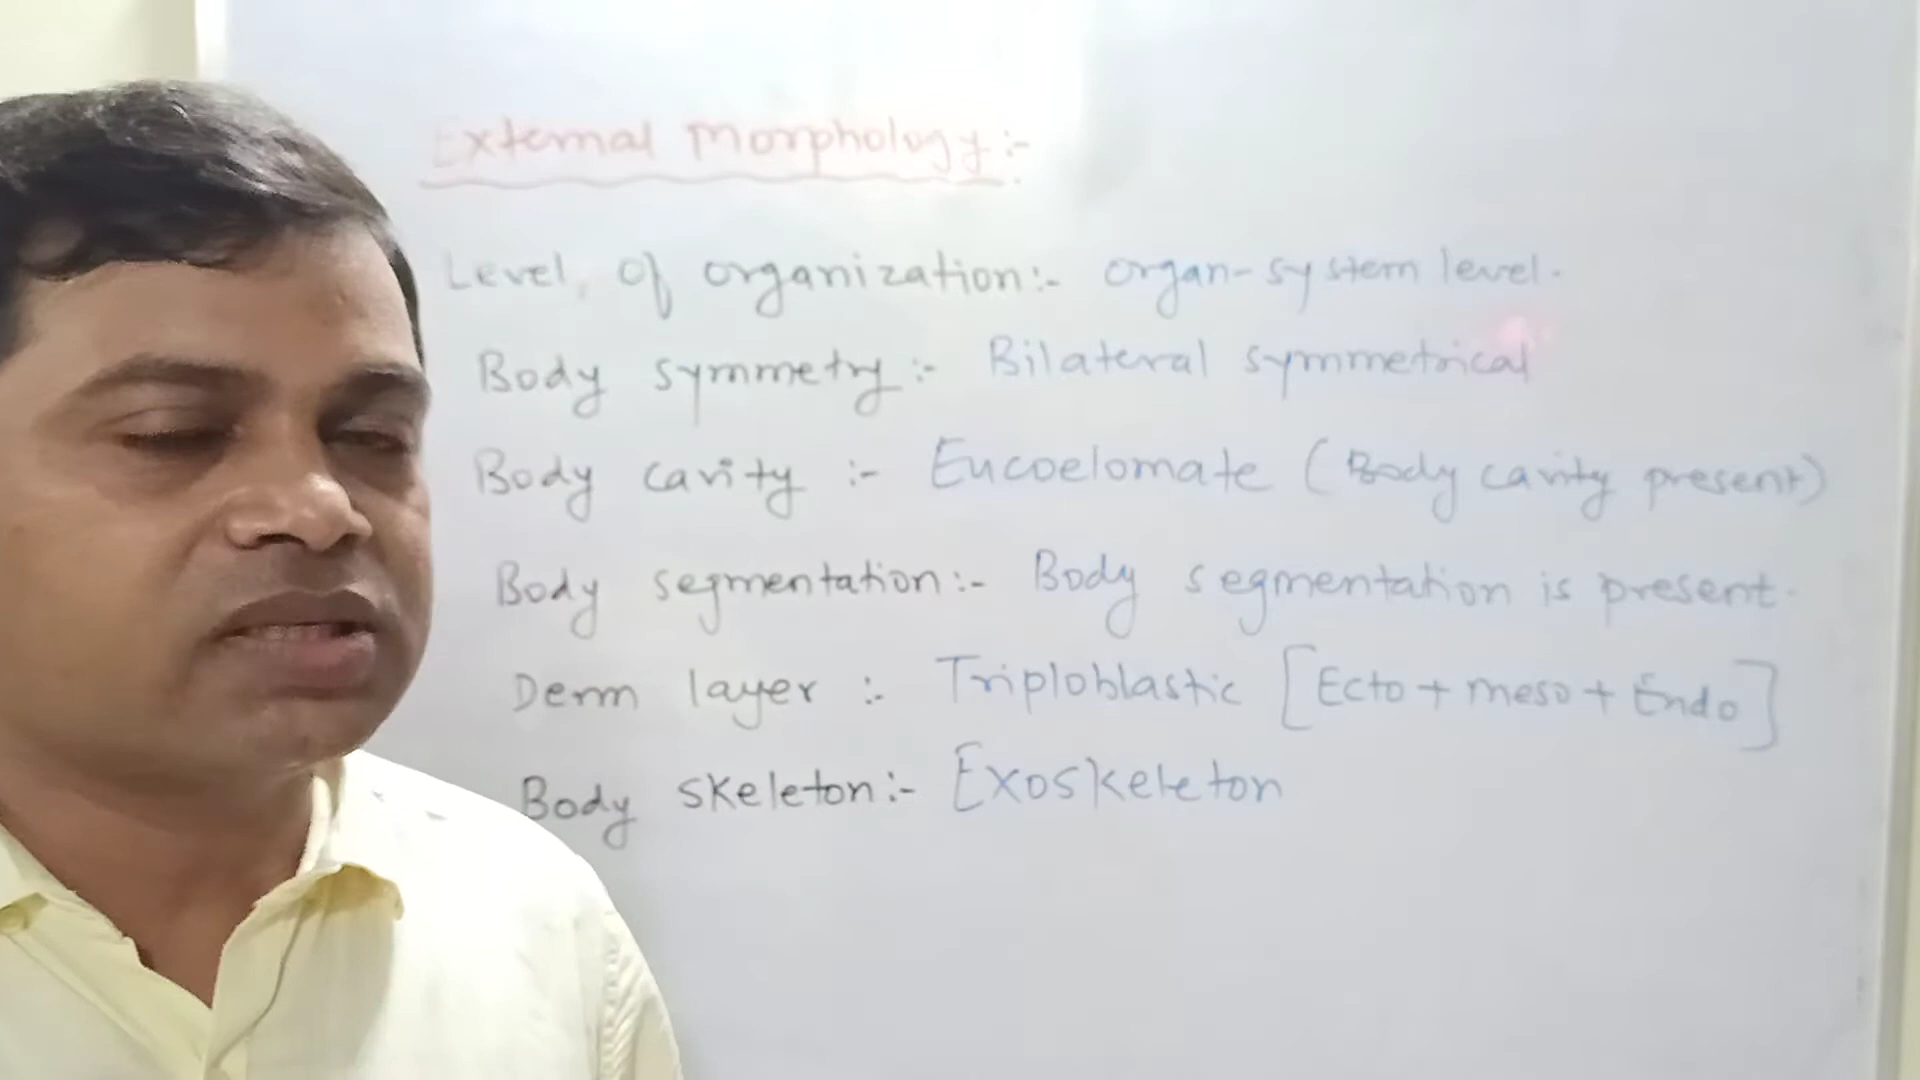 External Morphology:-
Level of organization:- organ-system level.
Body symmetry:- Bilateral symmetrical
Body cavity :- Eucoelomate (Body cavity present)
Body segmentation:- Body segmentation is present.
Derm layer :- Triploblastic [Ecto + meso + Endo]
Body skeleton:- Exoskeleton